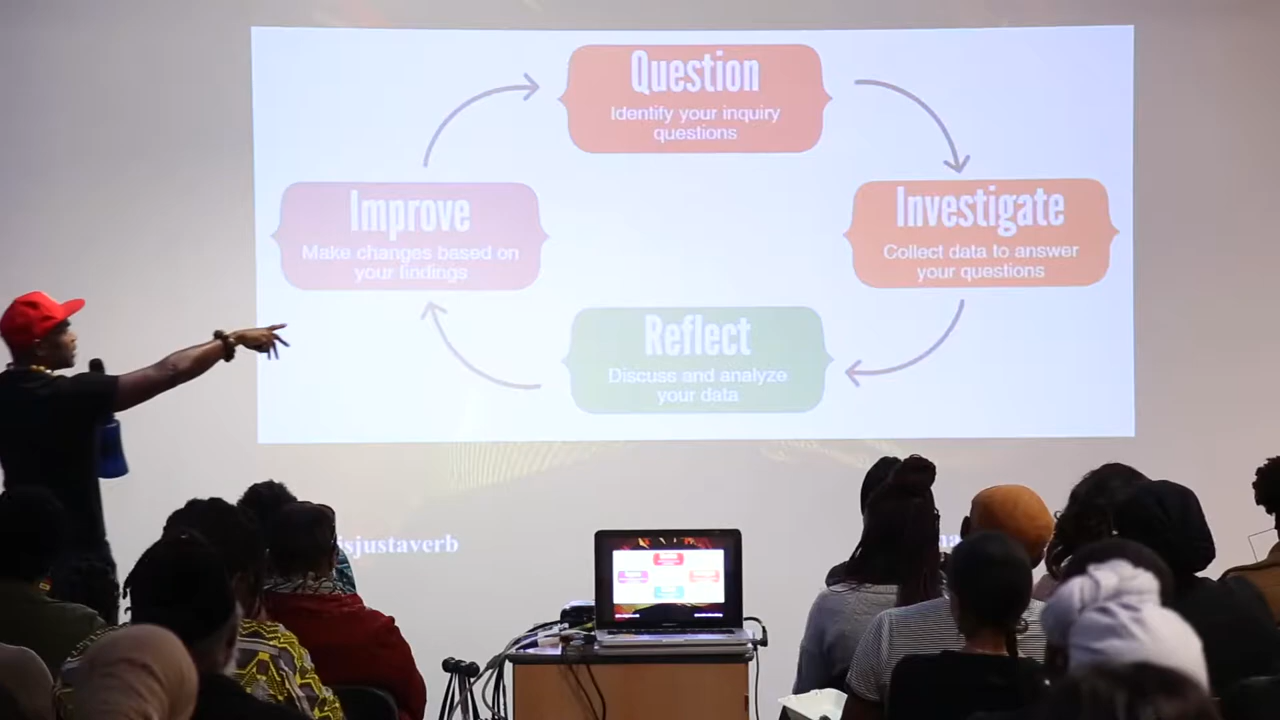 Question
Identify your inquiry
questions
Improve
Make changes based on
your findings
Investigate
Collect data to answer
your questions
Reflect
Discuss and analyze
your data
isjustaverb